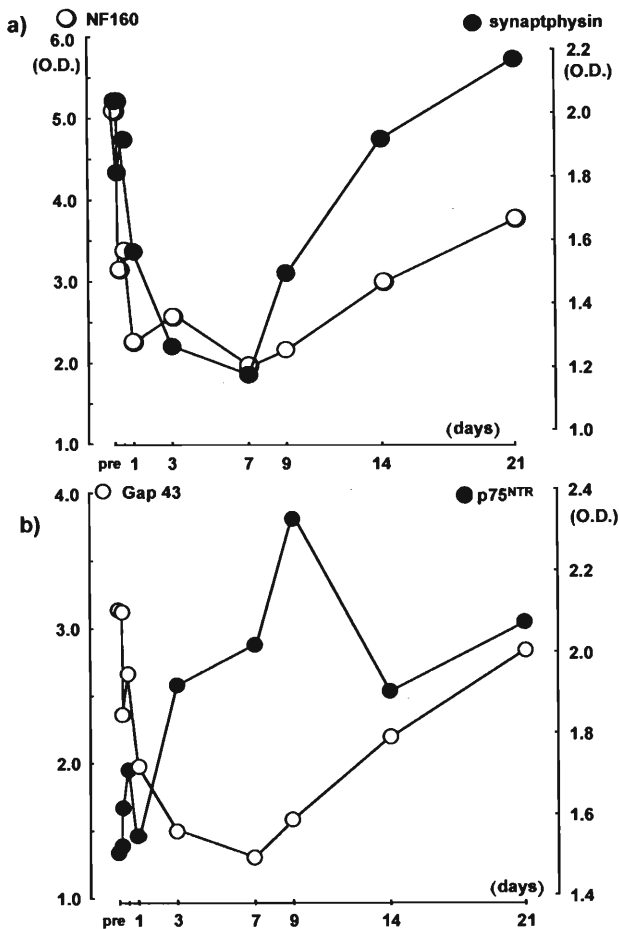 a)
NF160
synaptphysin
6.0
(O.D.)
5.0
4.0
3.0
2.0
1.0
2.2
(O.D.)
2.0
1.8
1.6
1.4
1.2
1.0
(days)
pre 1 3 7 9 14 21
b)
Gap 43
p75NTR
4.0
3.0
2.0
1.0
2.4
(O.D.)
2.2
2.0
1.8
1.6
1.4
(days)
pre 1 3 7 9 14 21